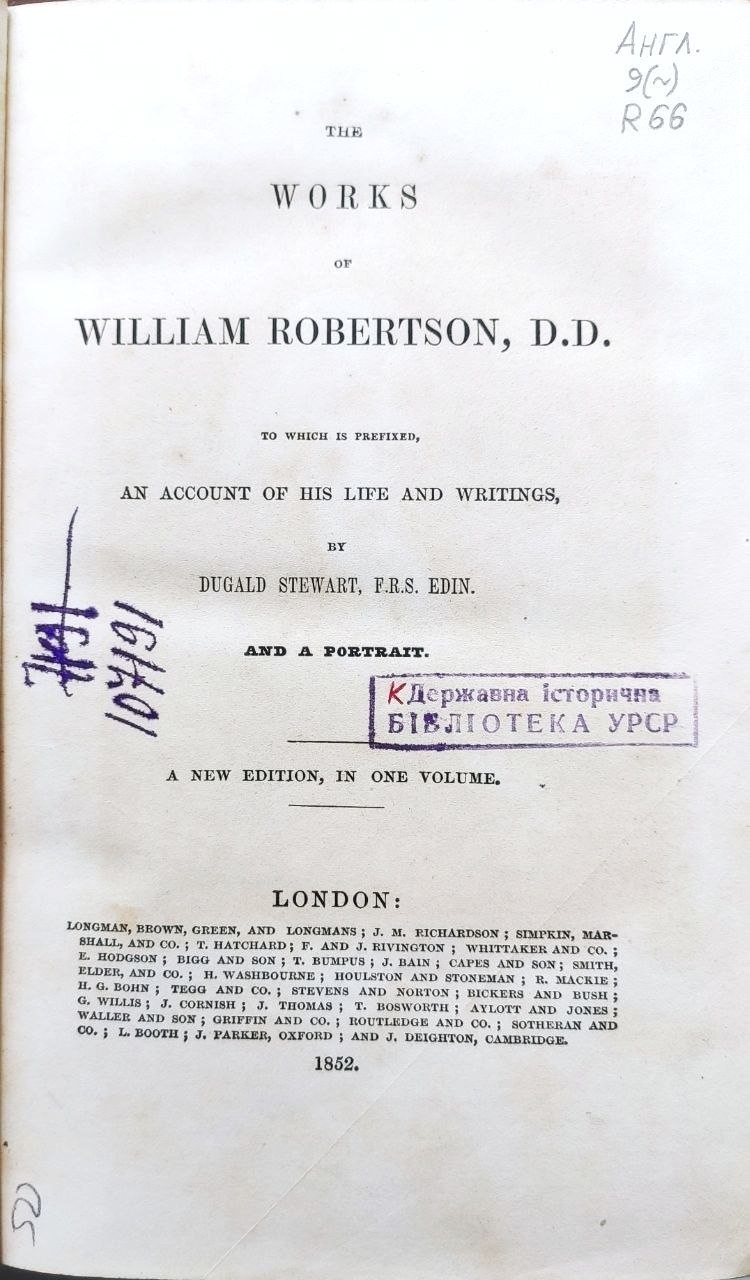 Англ.
9(~)
R 66
THE
WORKS
OF
WILLIAM ROBERTSON, D.D.
TO WHICH IS PREFIXED,
AN ACCOUNT OF HIS LIFE AND WRITINGS,
BY
DUGALD STEWART, F.R.S. EDIN.
AND A PORTRAIT.
10791
К Державна історична
БІБЛІОТЕКА УРСР
A NEW EDITION, IN ONE VOLUME.
LONDON:
LONGMAN, BROWN, GREEN, AND LONGMANS; J. M. RICHARDSON; SIMPKIN, MAR-
SHALL, AND CO.; T. HATCHARD; F. AND J. RIVINGTON; WHITTAKER AND CO.;
E. HODGSON; BIGG AND SON; T. BUMPUS; J. BAIN; CAPES AND SON; SMITH,
ELDER, AND CO.; H. WASHBOURNE; HOULSTON AND STONEMAN; R. MACKIE;
H. G. BOHN; TEGG AND CO.; STEVENS AND NORTON; BICKERS AND BUSH;
G. WILLIS; J. CORNISH; J. THOMAS; T. BOSWORTH; AYLOTT AND JONES;
WALLER AND SON; GRIFFIN AND CO.; ROUTLEDGE AND CO.; SOTHERAN AND
CO.; L. BOOTH; J. PARKER, OXFORD; AND J. DEIGHTON, CAMBRIDGE.
1852.